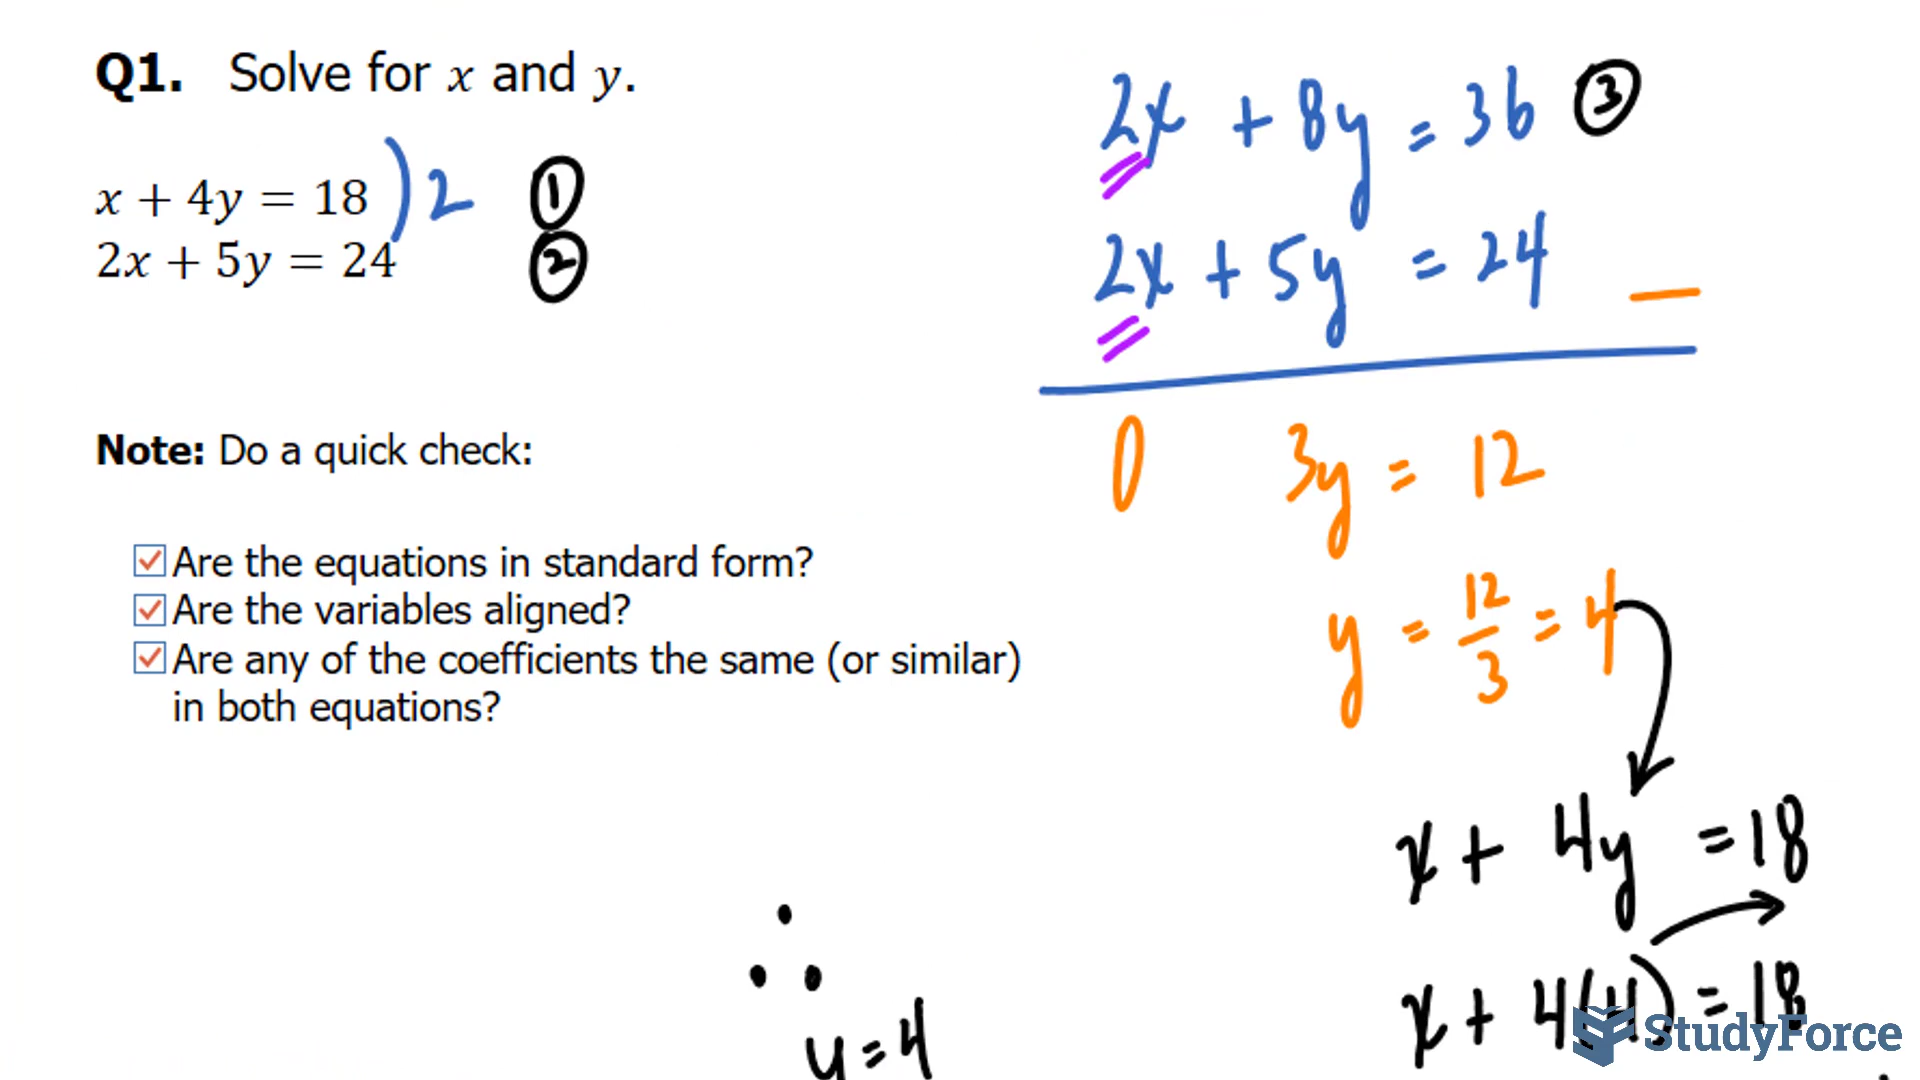 Q1. Solve for x and y.
x + 4y = 18 ) 2 ①
2x + 5y = 24 ②
Note: Do a quick check:
Are the equations in standard form?
Are the variables aligned?
Are any of the coefficients the same (or similar)
in both equations?
∴
y = 4
2x + 8y = 36 ③
2x + 5y = 24 —
0 3y = 12
y = 12/3 = 4
x + 4y = 18
x + 4(4) = 18
StudyForce